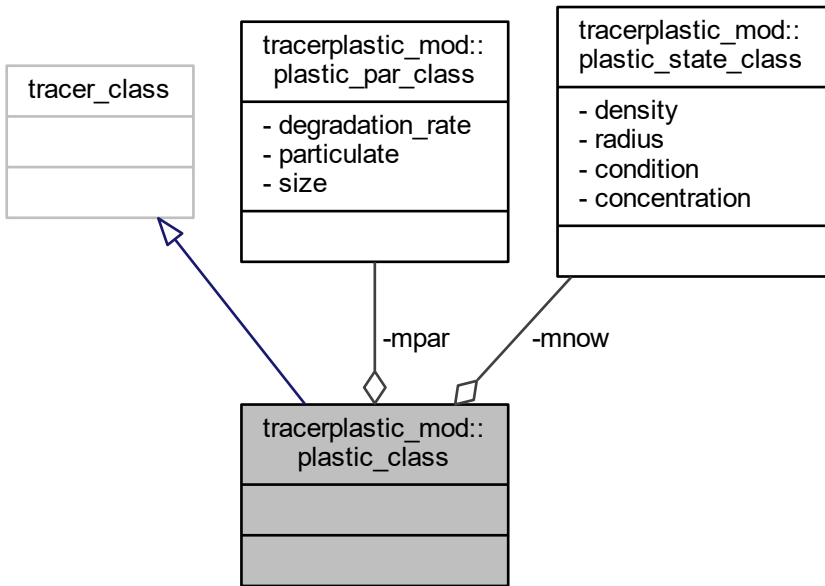 tracer_class
tracerplastic_mod::
plastic_par_class
- degradation_rate
- particulate
- size
tracerplastic_mod::
plastic_state_class
- density
- radius
- condition
- concentration
-mpar
-mnow
tracerplastic_mod::
plastic_class